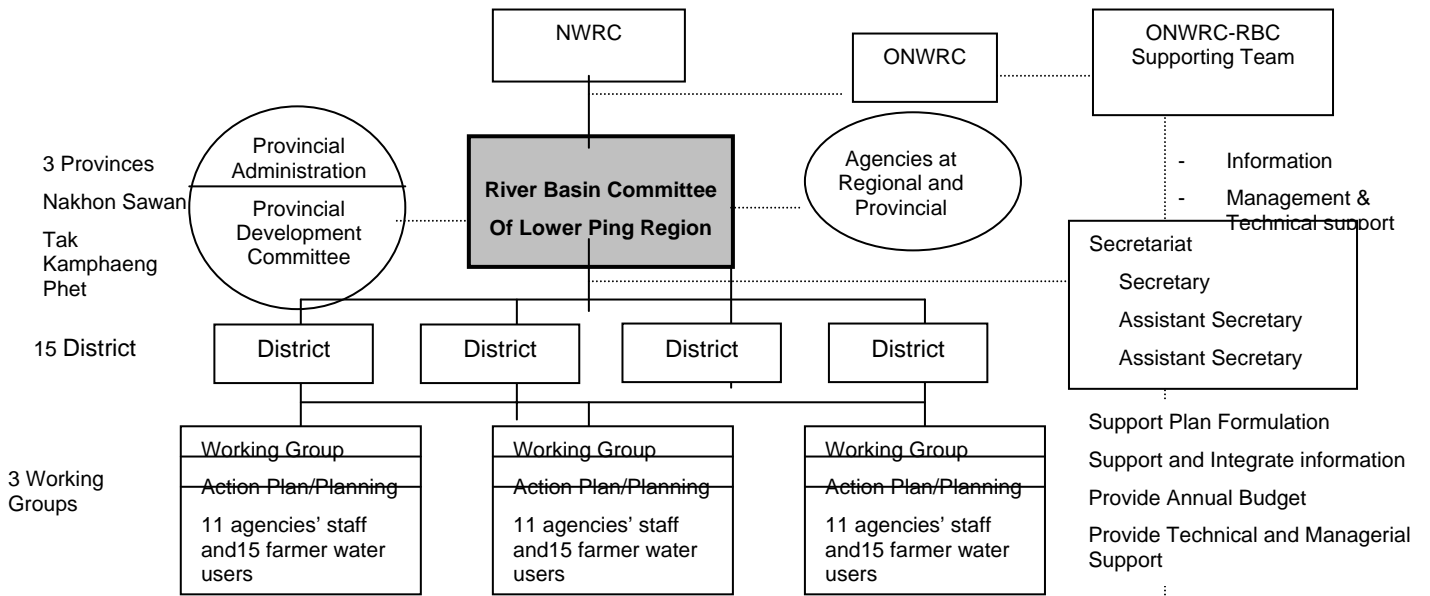 NWRC
ONWRC
ONWRC-RBC
Supporting Team
3 Provinces
Nakhon Sawan
Tak
Kamphaeng
Phet
Provincial
Administration
Provincial
Development
Committee
River Basin Committee
Of Lower Ping Region
Agencies at
Regional and
Provincial
- Information
- Management &
Technical support
Secretariat
Secretary
Assistant Secretary
Assistant Secretary
15 District
District
District
District
District
3 Working
Groups
Working Group
Action Plan/Planning
11 agencies’ staff
and15 farmer water
users
Working Group
Action Plan/Planning
11 agencies’ staff
and15 farmer water
users
Working Group
Action Plan/Planning
11 agencies’ staff
and15 farmer water
users
Support Plan Formulation
Support and Integrate information
Provide Annual Budget
Provide Technical and Managerial
Support